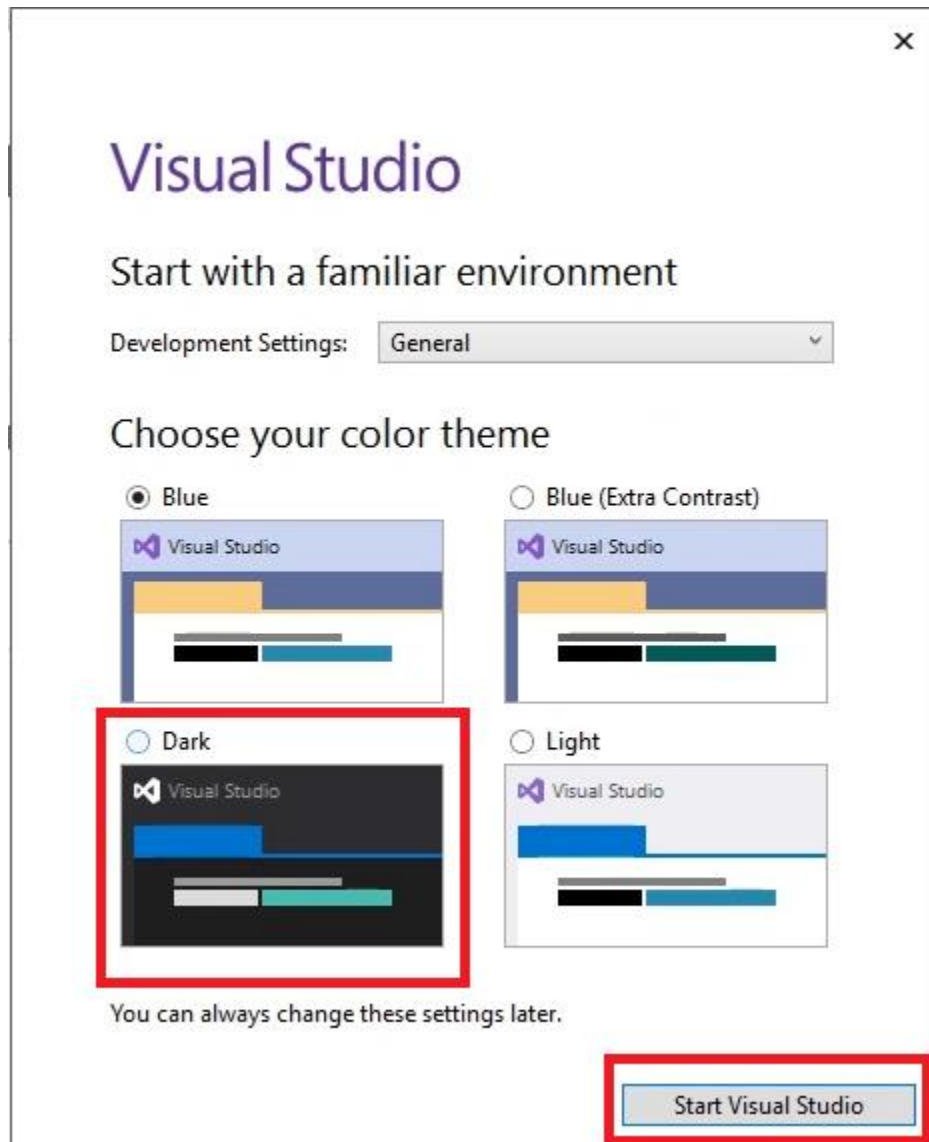 Visual Studio
Start with a familiar environment
Development Settings: General
Choose your color theme
Blue
Blue (Extra Contrast)
Visual Studio
Visual Studio
Dark
Light
Visual Studio
Visual Studio
You can always change these settings later.
Start Visual Studio